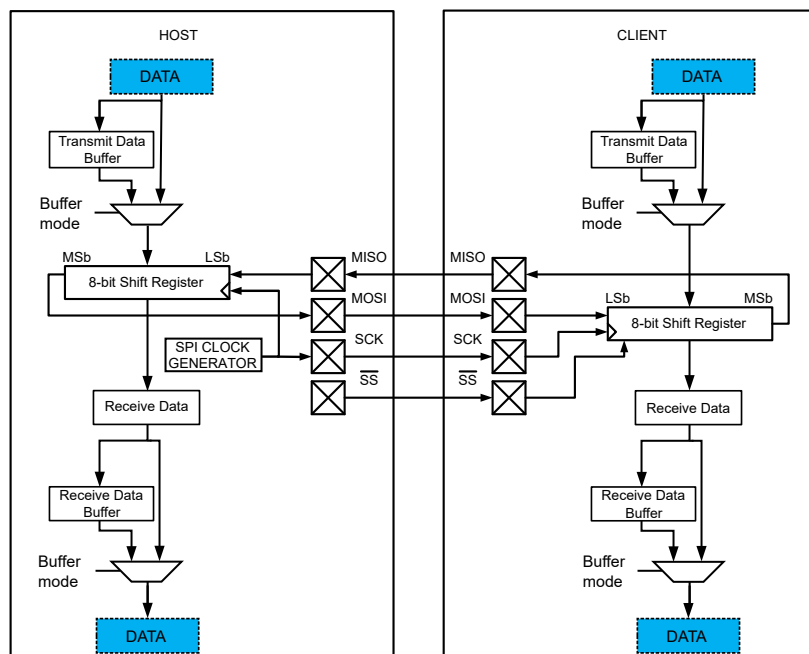 HOST
DATA
Transmit Data
Buffer
Buffer
mode
MSb
LSb
8-bit Shift Register
SPI CLOCK
GENERATOR
Receive Data
Receive Data
Buffer
Buffer
mode
DATA
MISO
MOSI
SCK
SS
CLIENT
DATA
Transmit Data
Buffer
Buffer
mode
MISO
MOSI
SCK
SS
LSb
MSb
8-bit Shift Register
Receive Data
Receive Data
Buffer
Buffer
mode
DATA